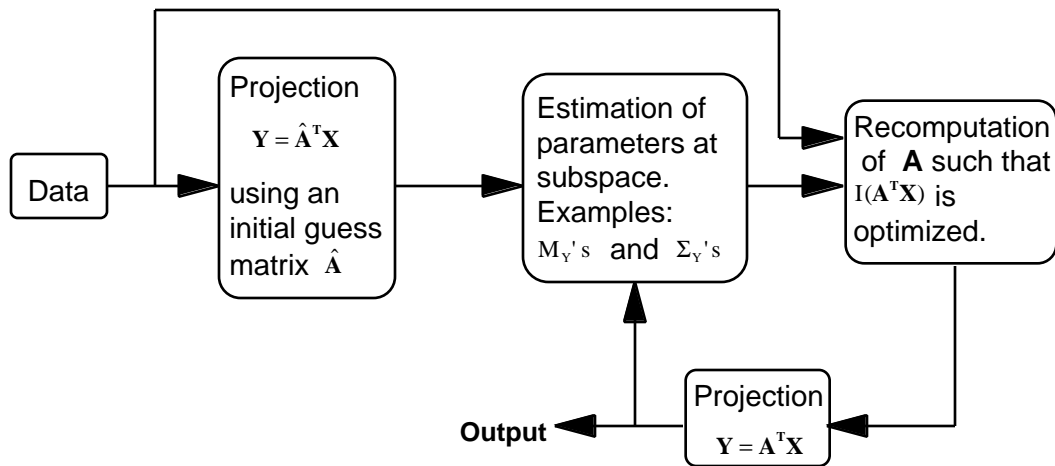 Data
Projection
Y = Â^T X
using an
initial guess
matrix Â
Estimation of
parameters at
subspace.
Examples:
M_Y's and Σ_Y's
Recomputation
of A such that
I(A^T X) is
optimized.
Projection
Y = A^T X
Output